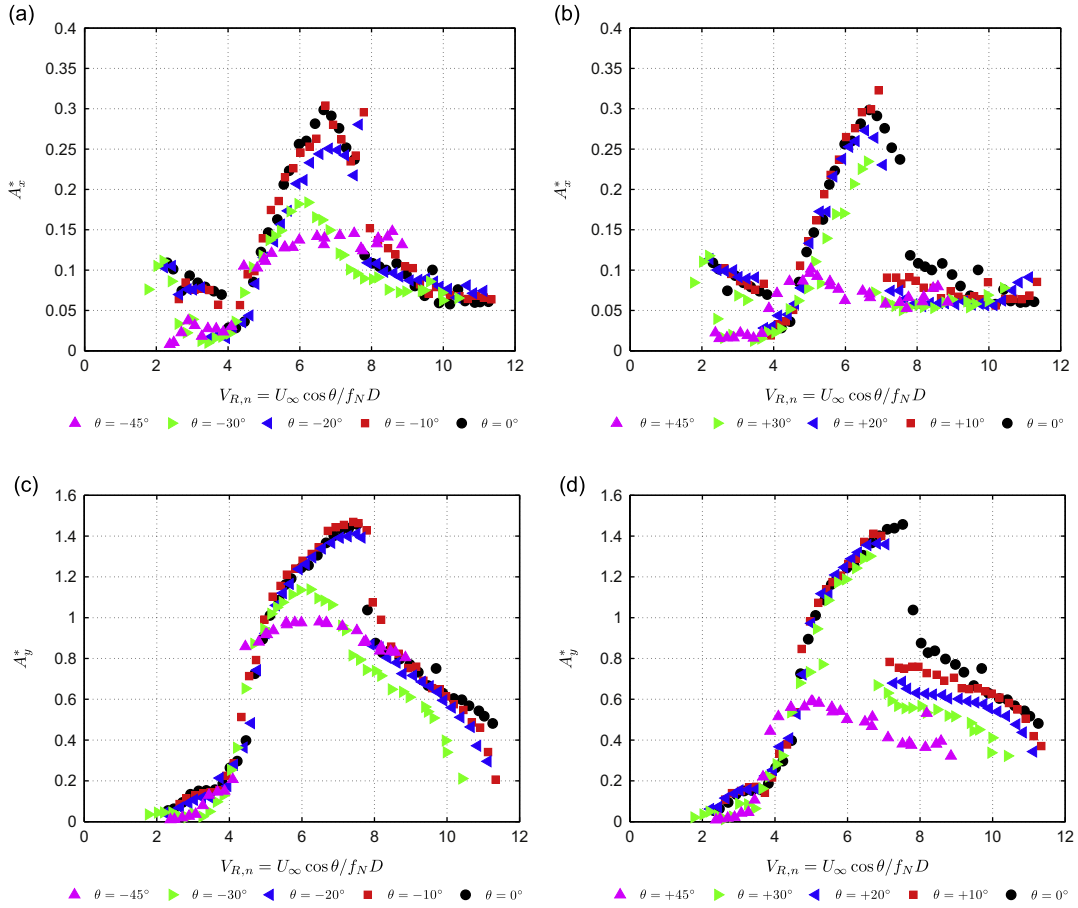 (a)
0.4
0.35
0.3
0.25
0.2
0.15
0.1
0.05
0
A*x
0 2 4 6 8 10 12
V_{R,n} = U_∞ cos θ/f_N D
θ = −45° θ = −30° θ = −20° θ = −10° θ = 0°
(b)
0.4
0.35
0.3
0.25
0.2
0.15
0.1
0.05
0
A*x
0 2 4 6 8 10 12
V_{R,n} = U_∞ cos θ/f_N D
θ = +45° θ = +30° θ = +20° θ = +10° θ = 0°
(c)
1.6
1.4
1.2
1
0.8
0.6
0.4
0.2
0
A*y
0 2 4 6 8 10 12
V_{R,n} = U_∞ cos θ/f_N D
θ = −45° θ = −30° θ = −20° θ = −10° θ = 0°
(d)
1.6
1.4
1.2
1
0.8
0.6
0.4
0.2
0
A*y
0 2 4 6 8 10 12
V_{R,n} = U_∞ cos θ/f_N D
θ = +45° θ = +30° θ = +20° θ = +10° θ = 0°